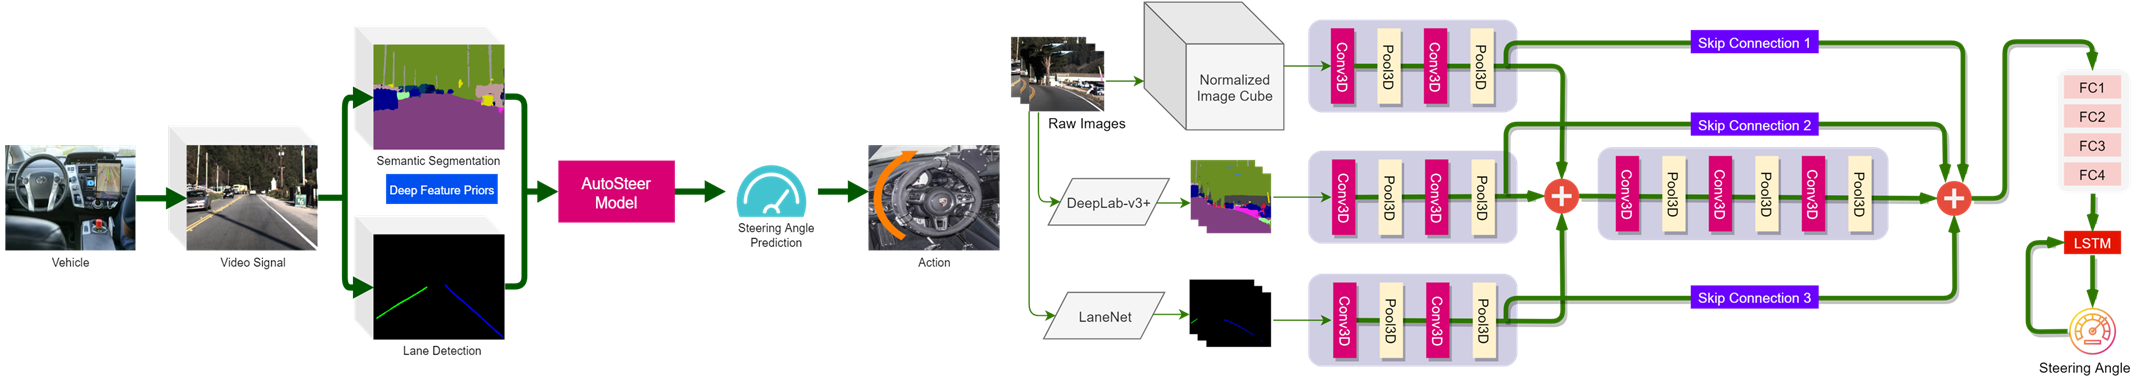 Vehicle
Video Signal
Semantic Segmentation
Deep Feature Priors
Lane Detection
AutoSteer
Model
Steering Angle
Prediction
Action
Raw Images
Normalized
Image Cube
DeepLab-v3+
LaneNet
Conv3D
Pool3D
Conv3D
Pool3D
Conv3D
Pool3D
Conv3D
Pool3D
Conv3D
Pool3D
Conv3D
Pool3D
Skip Connection 1
Skip Connection 2
Conv3D
Pool3D
Conv3D
Pool3D
Conv3D
Pool3D
Skip Connection 3
FC1
FC2
FC3
FC4
LSTM
Steering Angle